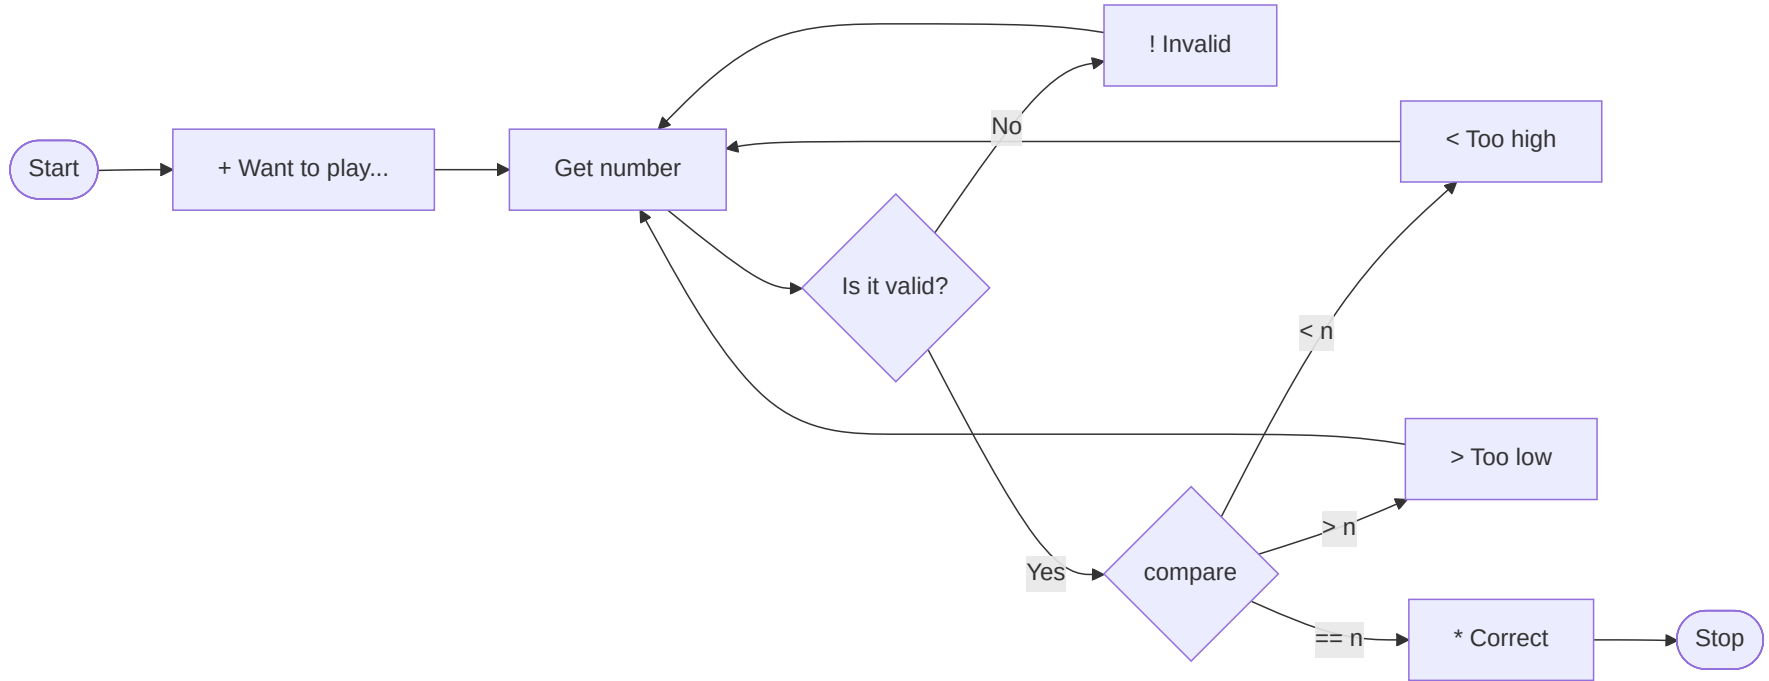 Start
+ Want to play...
Get number
Is it valid?
No
! Invalid
Yes
compare
< n
< Too high
> n
> Too low
== n
* Correct
Stop